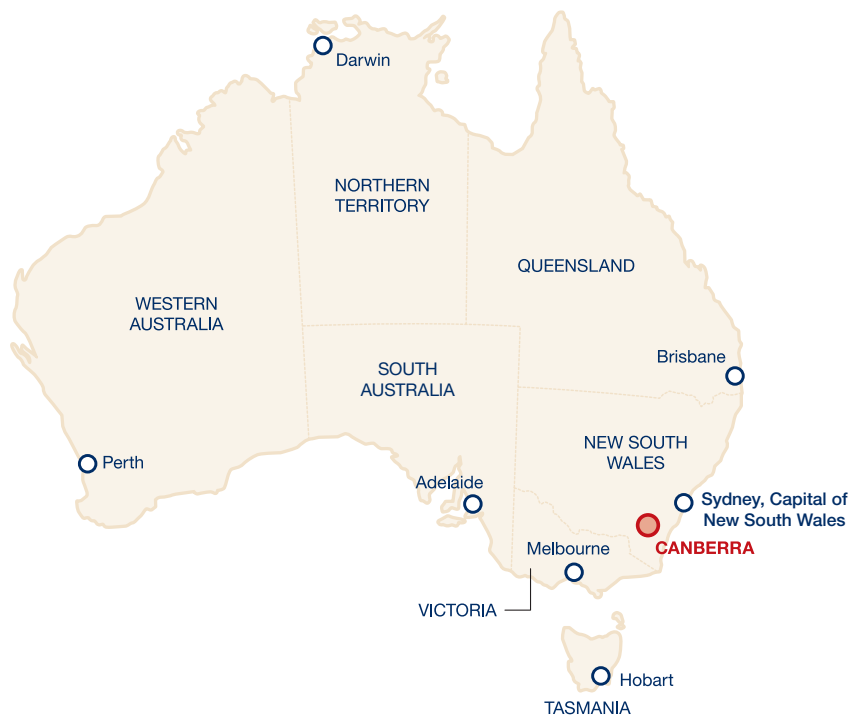 Darwin
NORTHERN
TERRITORY
QUEENSLAND
WESTERN
AUSTRALIA
Brisbane
SOUTH
AUSTRALIA
NEW SOUTH
WALES
Perth
Adelaide
Sydney, Capital of
New South Wales
CANBERRA
Melbourne
VICTORIA
Hobart
TASMANIA